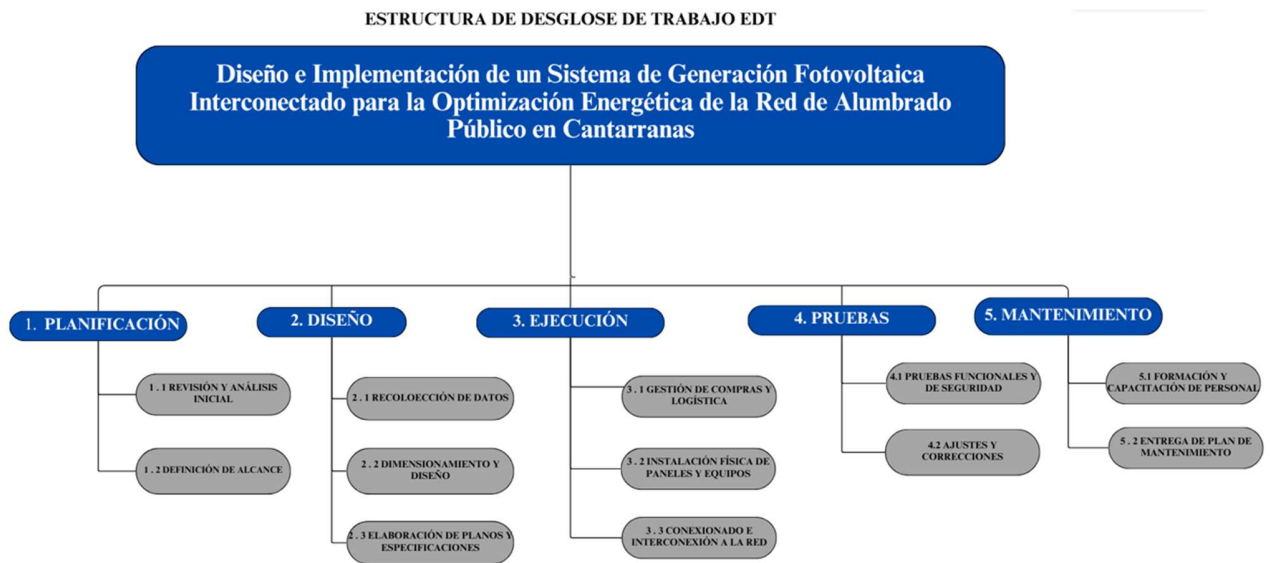 ESTRUCTURA DE DESGLOSE DE TRABAJO EDT
Diseño e Implementación de un Sistema de Generación Fotovoltaica
Interconectado para la Optimización Energética de la Red de Alumbrado
Público en Cantarranas
1. PLANIFICACIÓN
1 . 1 REVISIÓN Y ANÁLISIS
INICIAL
1 . 2 DEFINICIÓN DE ALCANCE
2. DISEÑO
2 . 1 RECOLOECCIÓN DE DATOS
2 . 2 DIMENSIONAMIENTO Y
DISEÑO
2 . 3 ELABORACIÓN DE PLANOS Y
ESPECIFICACIONES
3. EJECUCIÓN
3 . 1 GESTIÓN DE COMPRAS Y
LOGÍSTICA
3 . 2 INSTALACIÓN FÍSICA DE
PANELES Y EQUIPOS
3 . 3 CONEXIONADO E
INTERCONEXIÓN A LA RED
4. PRUEBAS
4.1 PRUEBAS FUNCIONALES Y
DE SEGURIDAD
4.2 AJUSTES Y
CORRECCIONES
5. MANTENIMIENTO
5.1 FORMACIÓN Y
CAPACITACIÓN DE PERSONAL
5 . 2 ENTREGA DE PLAN DE
MANTENIMIENTO